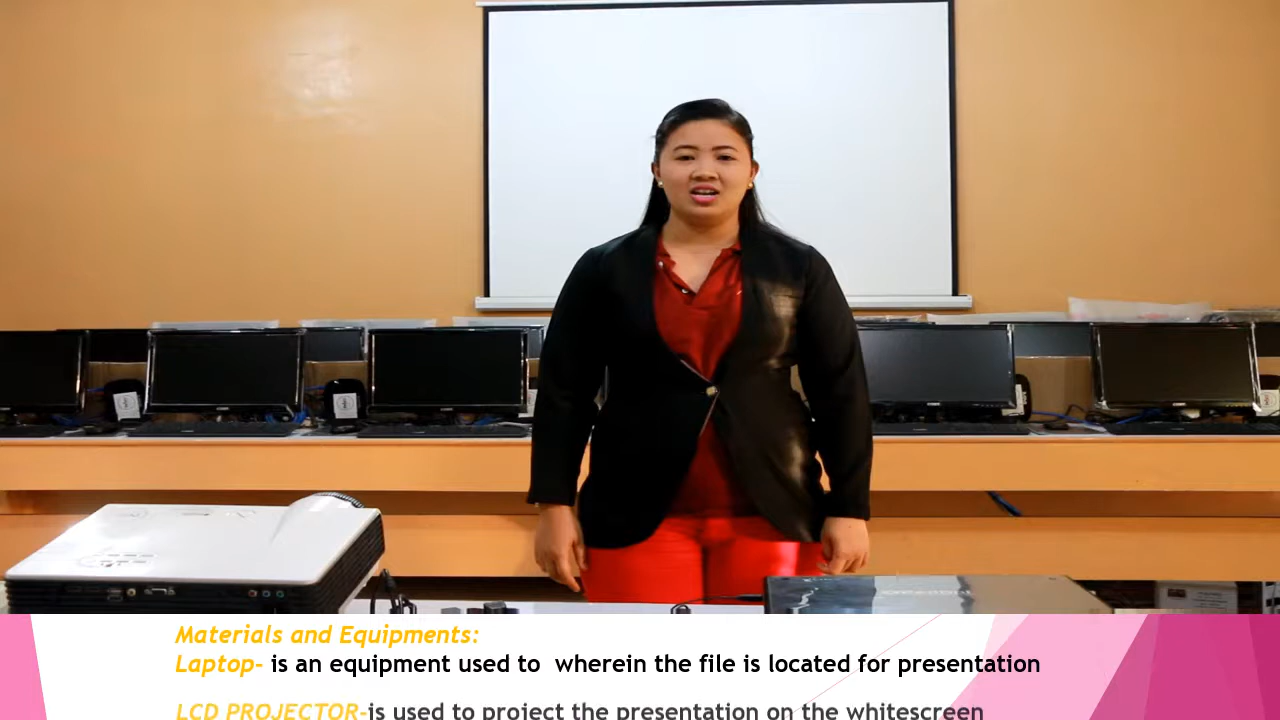 Materials and Equipments:
Laptop- is an equipment used to wherein the file is located for presentation
LCD PROJECTOR-is used to project the presentation on the whitescreen